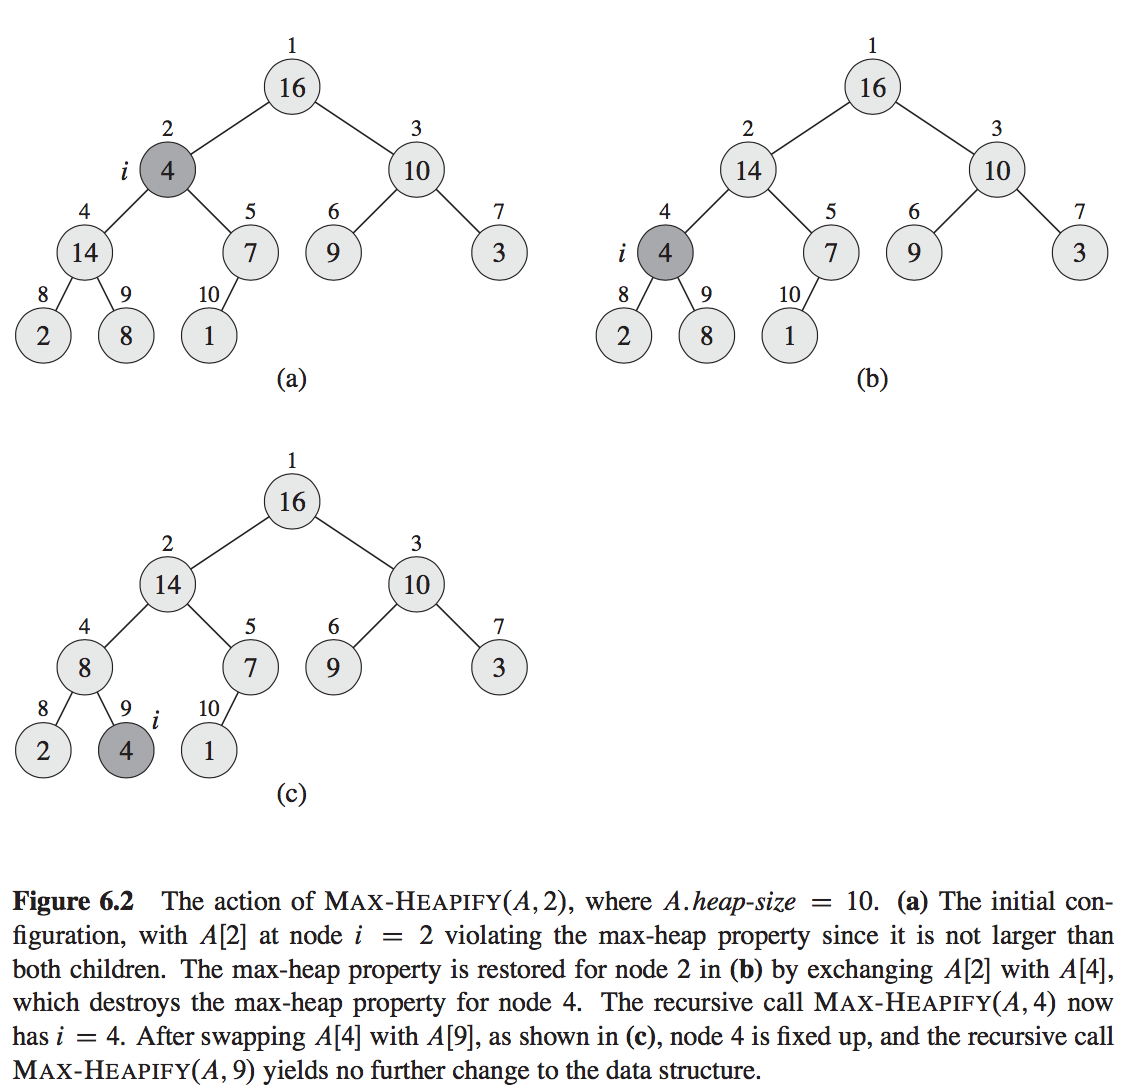 1 1
16 16
2 3 2 3
i 4 10 14 10
4 5 6 7 4 5 6 7
14 7 9 3 i 4 7 9 3
8 9 10 8 9 10
2 8 1 2 8 1
(a) (b)
1
16
2 3
14 10
4 5 6 7
8 7 9 3
8 9 i 10
2 4 1
(c)
Figure 6.2 The action of MAX-HEAPIFY(A, 2), where A.heap-size = 10. (a) The initial con-
figuration, with A[2] at node i = 2 violating the max-heap property since it is not larger than
both children. The max-heap property is restored for node 2 in (b) by exchanging A[2] with A[4],
which destroys the max-heap property for node 4. The recursive call MAX-HEAPIFY(A, 4) now
has i = 4. After swapping A[4] with A[9], as shown in (c), node 4 is fixed up, and the recursive call
MAX-HEAPIFY(A, 9) yields no further change to the data structure.